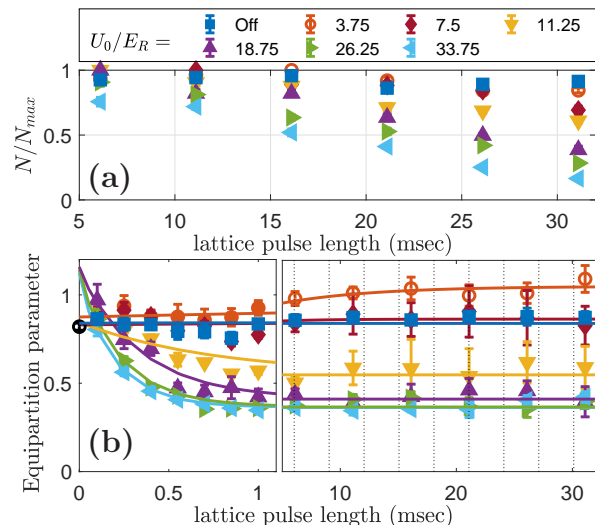 U₀/E_R = Off 3.75 7.5 11.25
18.75 26.25 33.75
N/N_max
1
0.5
0
(a)
5 10 15 20 25 30
lattice pulse length (msec)
Equipartition parameter
1
0.5
0
(b)
0 0.5 1 10 20 30
lattice pulse length (msec)